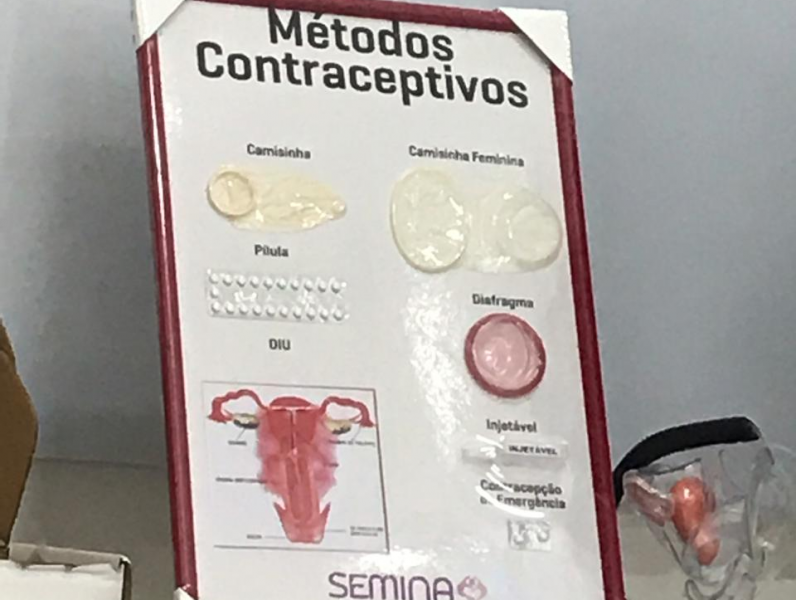 Métodos
Contraceptivos
Camisinha
Camisinha Feminina
Pílula
Diafragma
DIU
Injetável
INJETÁVEL
Contracepção
de Emergência
SEMINA